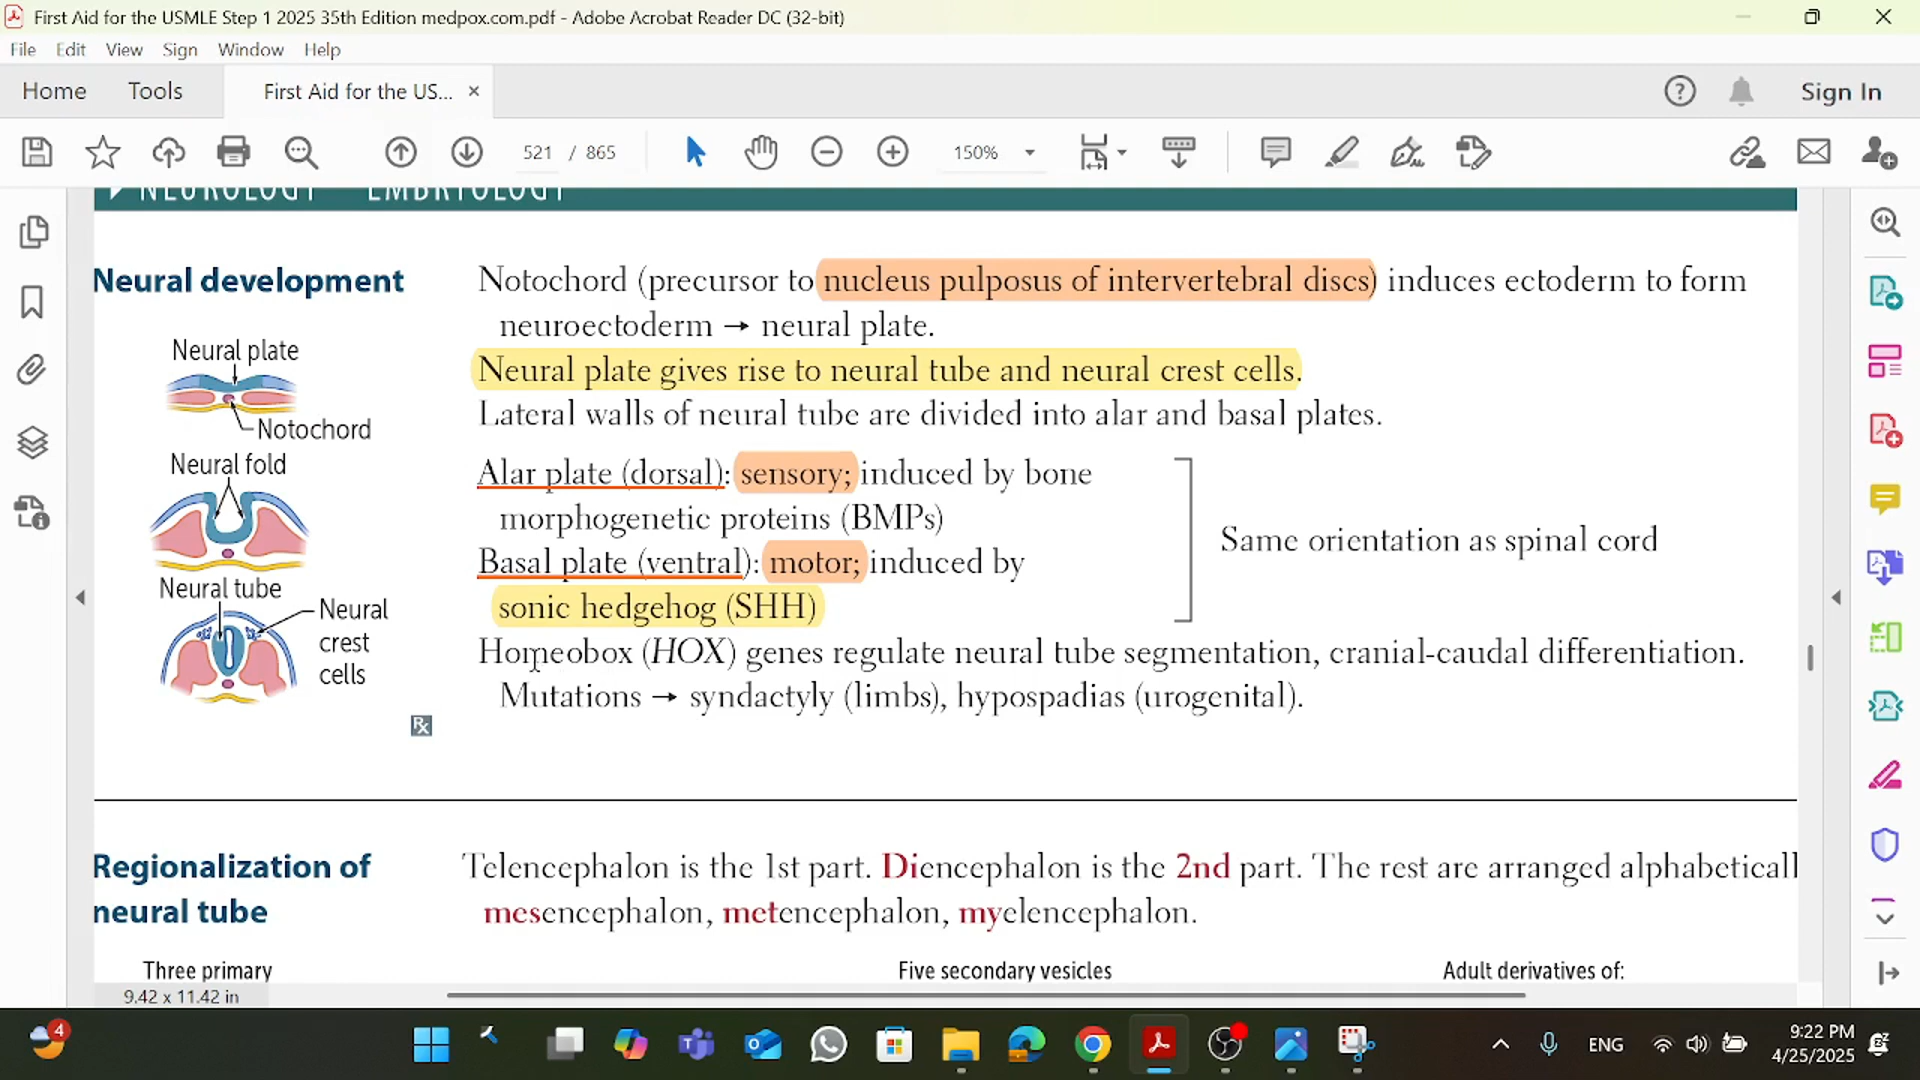 First Aid for the USMLE Step 1 2025 35th Edition medpox.com.pdf - Adobe Acrobat Reader DC (32-bit)
File Edit View Sign Window Help
Home Tools First Aid for the US... × Sign In
521 / 865 150%
NEUROLOGY EMBRYOLOGY
Neural development
Neural plate
Notochord
Neural fold
Neural tube
Neural
crest
cells
Rx
Notochord (precursor to nucleus pulposus of intervertebral discs) induces ectoderm to form
neuroectoderm → neural plate.
Neural plate gives rise to neural tube and neural crest cells.
Lateral walls of neural tube are divided into alar and basal plates.
Alar plate (dorsal): sensory; induced by bone
morphogenetic proteins (BMPs)
Basal plate (ventral): motor; induced by
sonic hedgehog (SHH)
Same orientation as spinal cord
Homeobox (HOX) genes regulate neural tube segmentation, cranial-caudal differentiation.
Mutations → syndactyly (limbs), hypospadias (urogenital).
Regionalization of
neural tube
Telencephalon is the 1st part. Diencephalon is the 2nd part. The rest are arranged alphabeticall
mesencephalon, metencephalon, myelencephalon.
Three primary Five secondary vesicles Adult derivatives of:
9.42 x 11.42 in
4
ENG
9:22 PM
4/25/2025